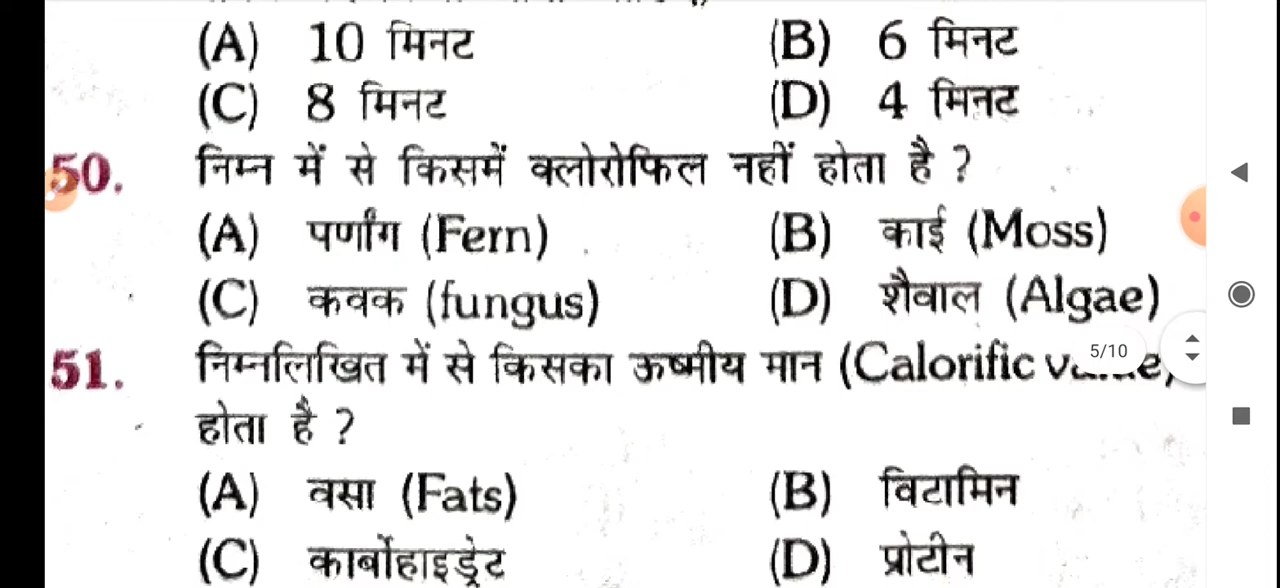 (A) 10 मिनट (B) 6 मिनट
(C) 8 मिनट (D) 4 मिनट
50. निम्न में से किसमें क्लोरोफिल नहीं होता है ?
(A) पर्णांग (Fern) (B) काई (Moss)
(C) कवक (fungus) (D) शैवाल (Algae)
51. निम्नलिखित में से किसका ऊष्मीय मान (Calorific
5/10
होता है ?
(A) वसा (Fats) (B) विटामिन
(C) कार्बोहाइड्रेट (D) प्रोटीन